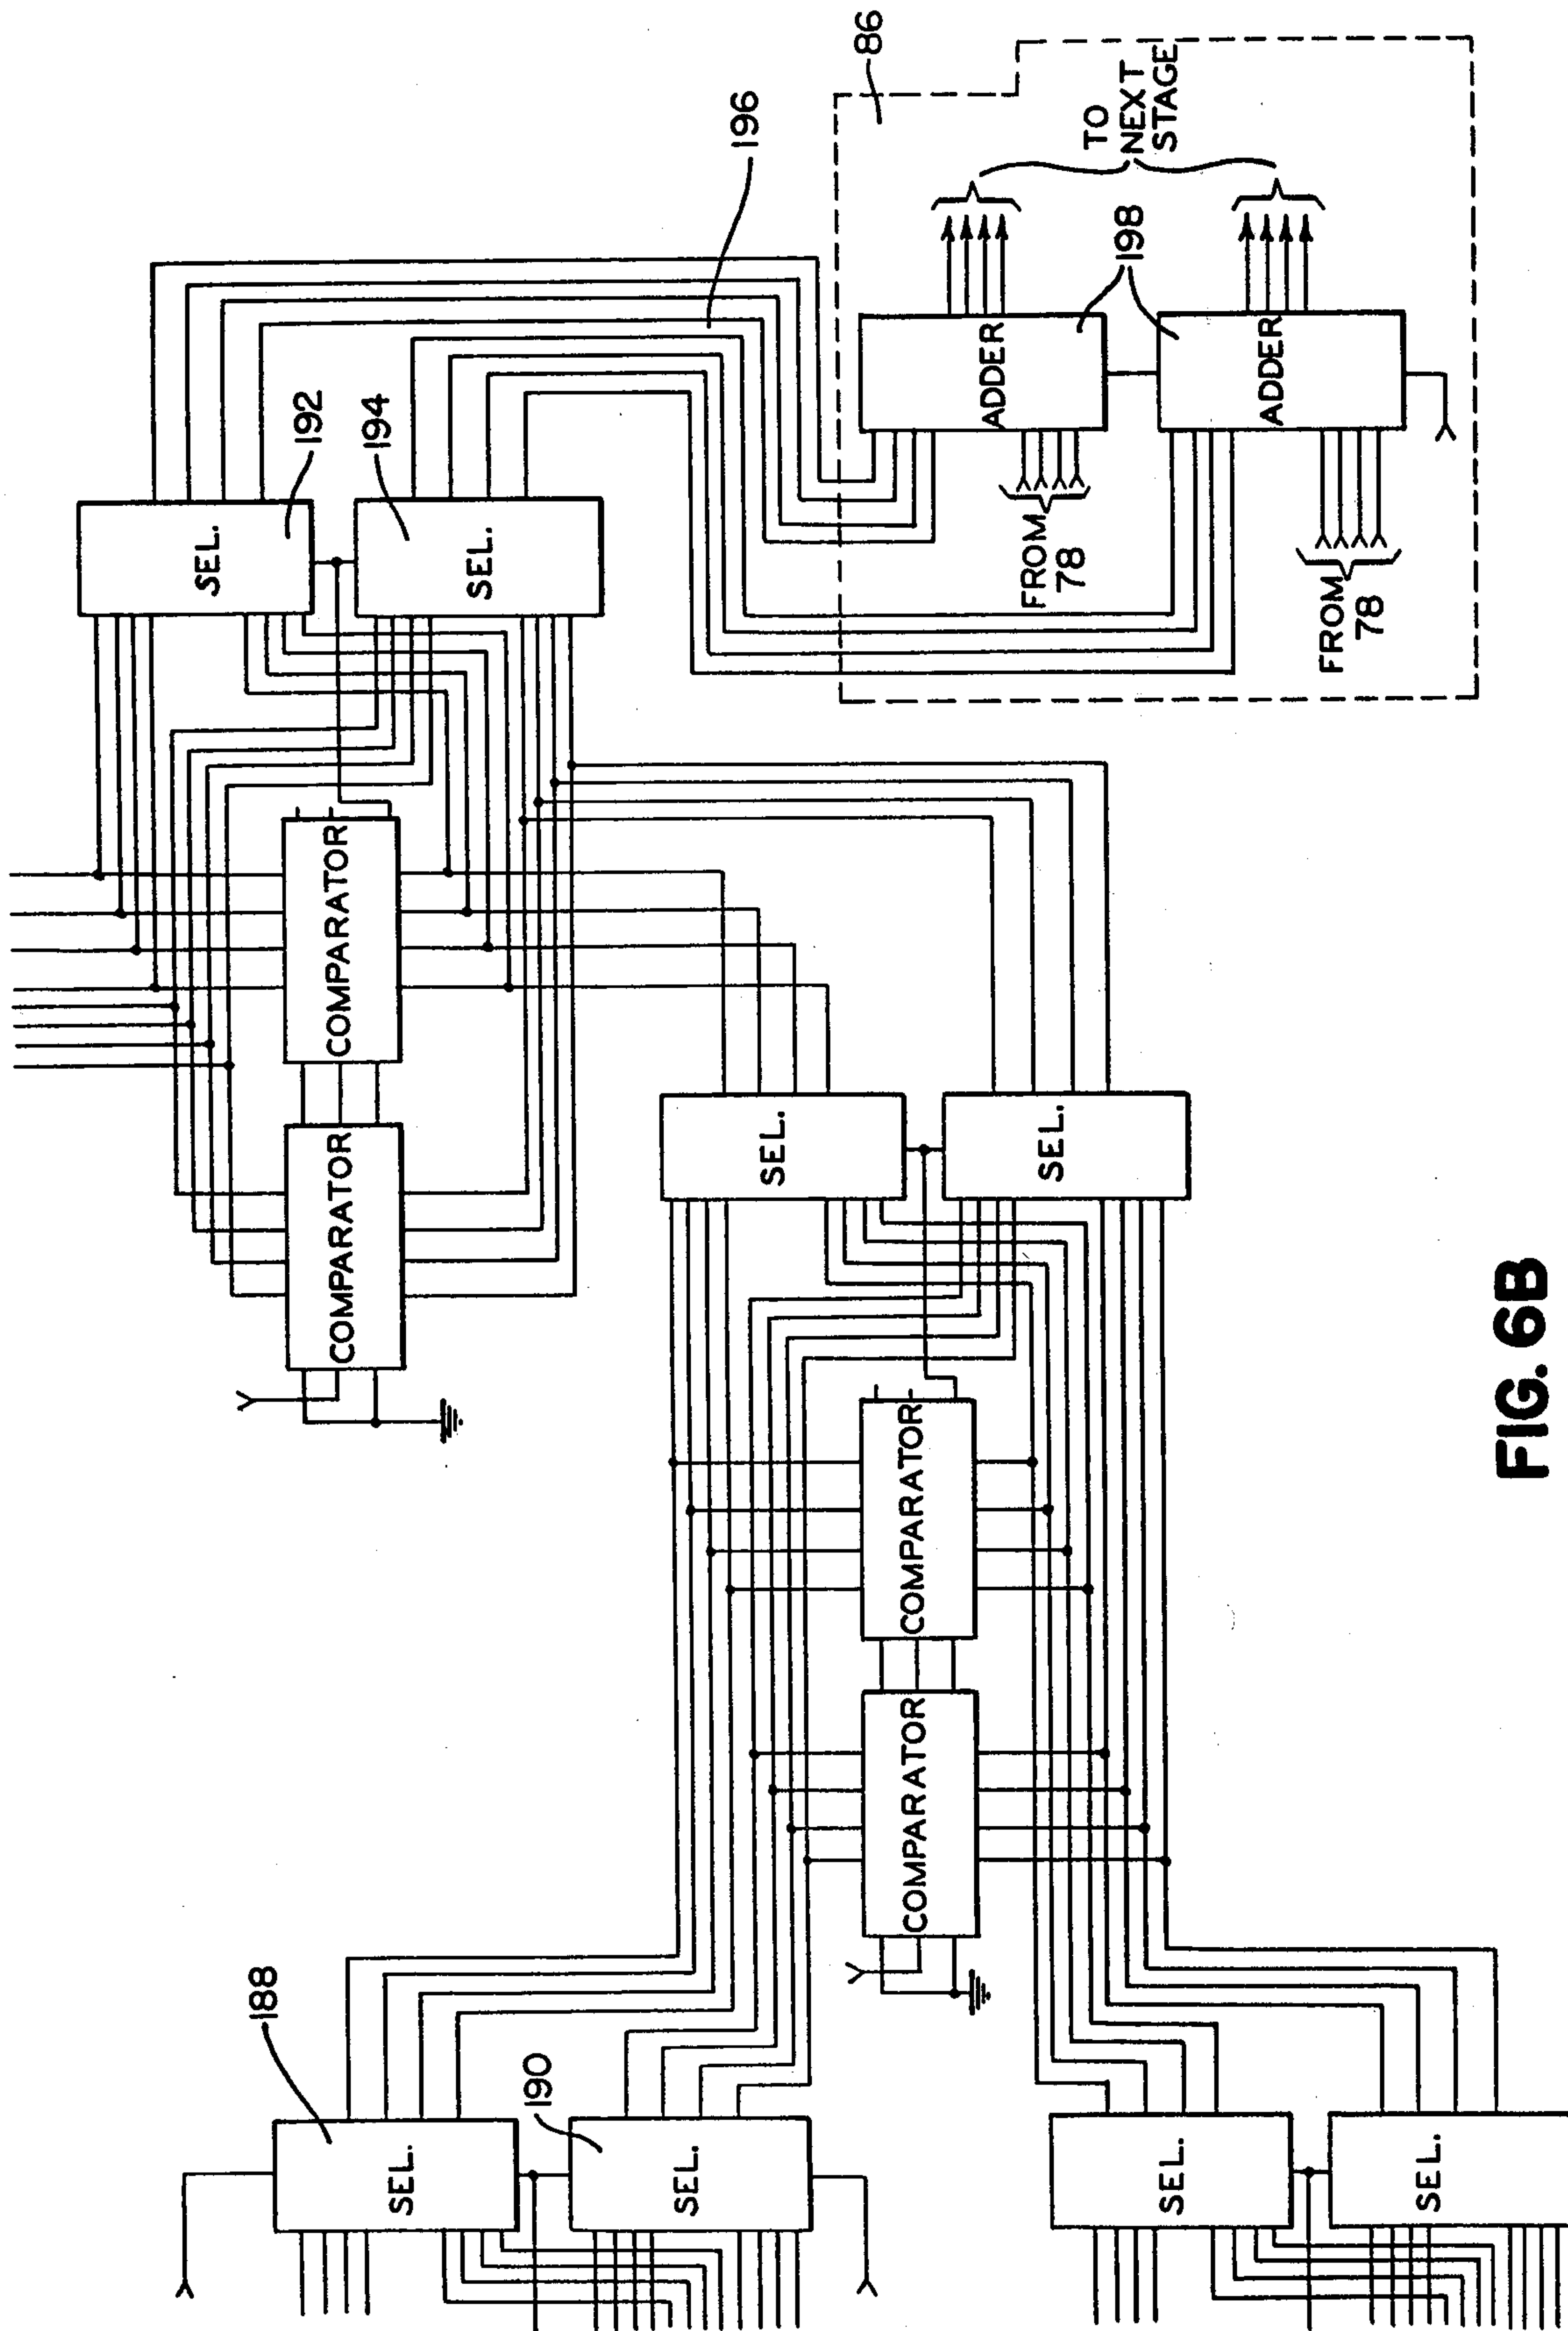 86
196
TO
NEXT
STAGE
198
ADDER
ADDER
FROM
78
FROM
78
192
194
SEL.
SEL.
COMPARATOR
COMPARATOR
SEL.
SEL.
COMPARATOR
COMPARATOR
188
190
SEL.
SEL.
SEL.
SEL.
FIG. 6B